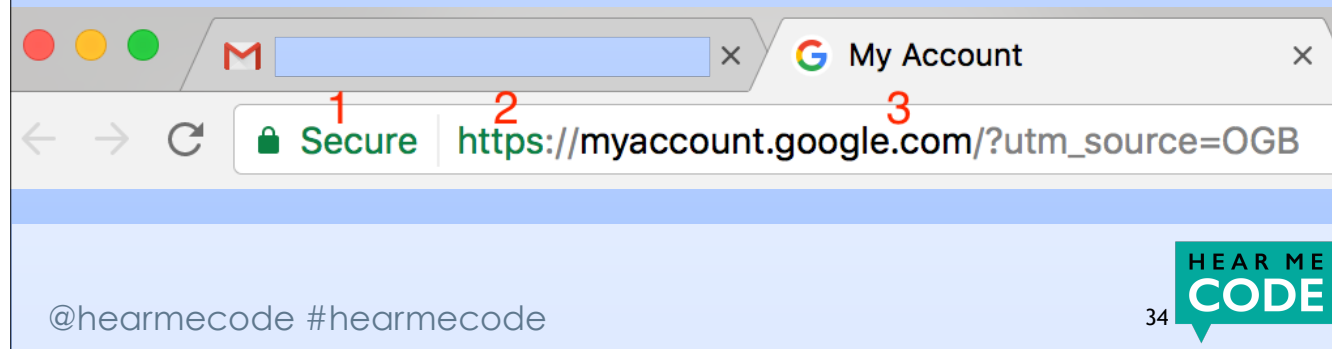 My Account
1 2 3
Secure https://myaccount.google.com/?utm_source=OGB
@hearmecode #hearmecode
34
HEAR ME
CODE